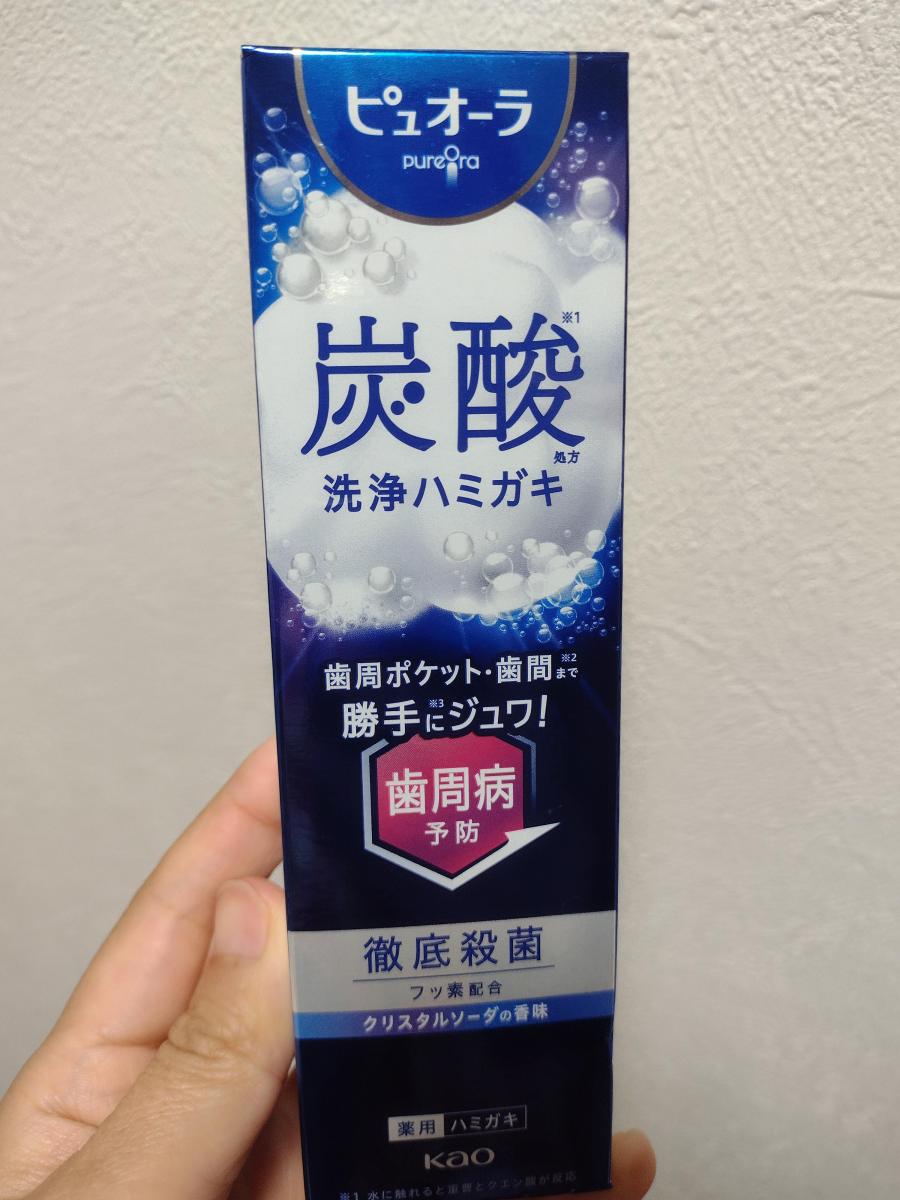 ピュオーラ
pureOra
炭酸※1
処方
洗浄ハミガキ
歯周ポケット・歯間※2まで
勝手※3にジュワ!
歯周病
予防
徹底殺菌
フッ素配合
クリスタルソーダの香味
薬用 ハミガキ
Kao
※1 水に触れると重曹とクエン酸が反応